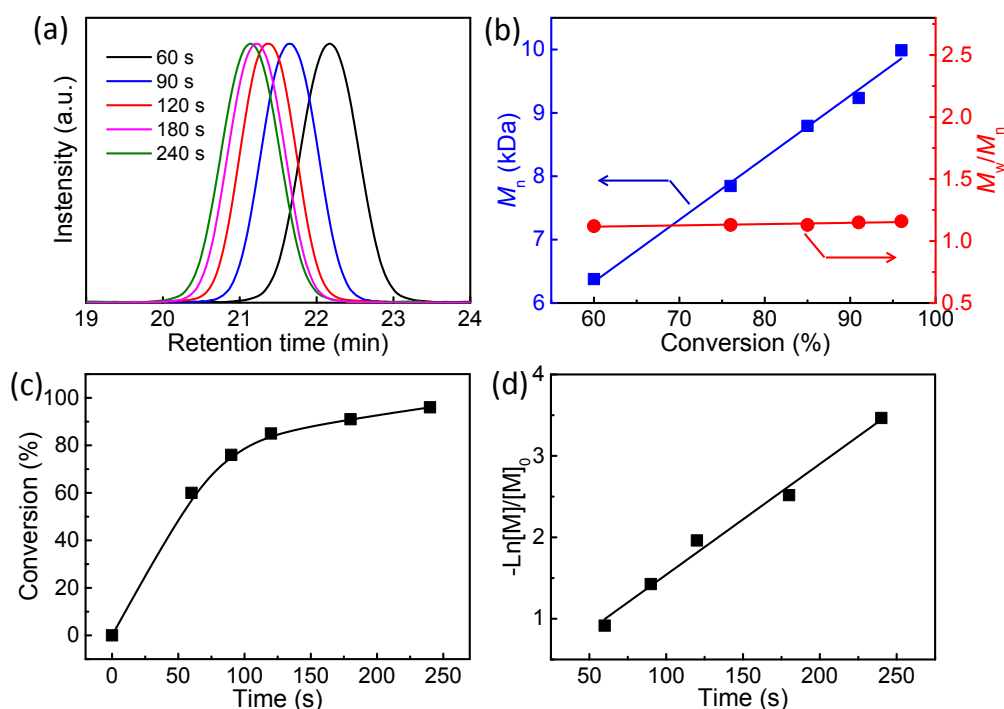 (a)
60 s
90 s
120 s
180 s
240 s
Instensity (a.u.)
19 20 21 22 23 24
Retention time (min)
(b)
10
9
8
7
6
Mn (kDa)
2.5
2.0
1.5
1.0
0.5
Mw/Mn
60 70 80 90 100
Conversion (%)
(c)
100
80
60
40
20
0
Conversion (%)
0 50 100 150 200 250
Time (s)
(d)
4
3
2
1
-Ln[M]/[M]0
50 100 150 200 250
Time (s)